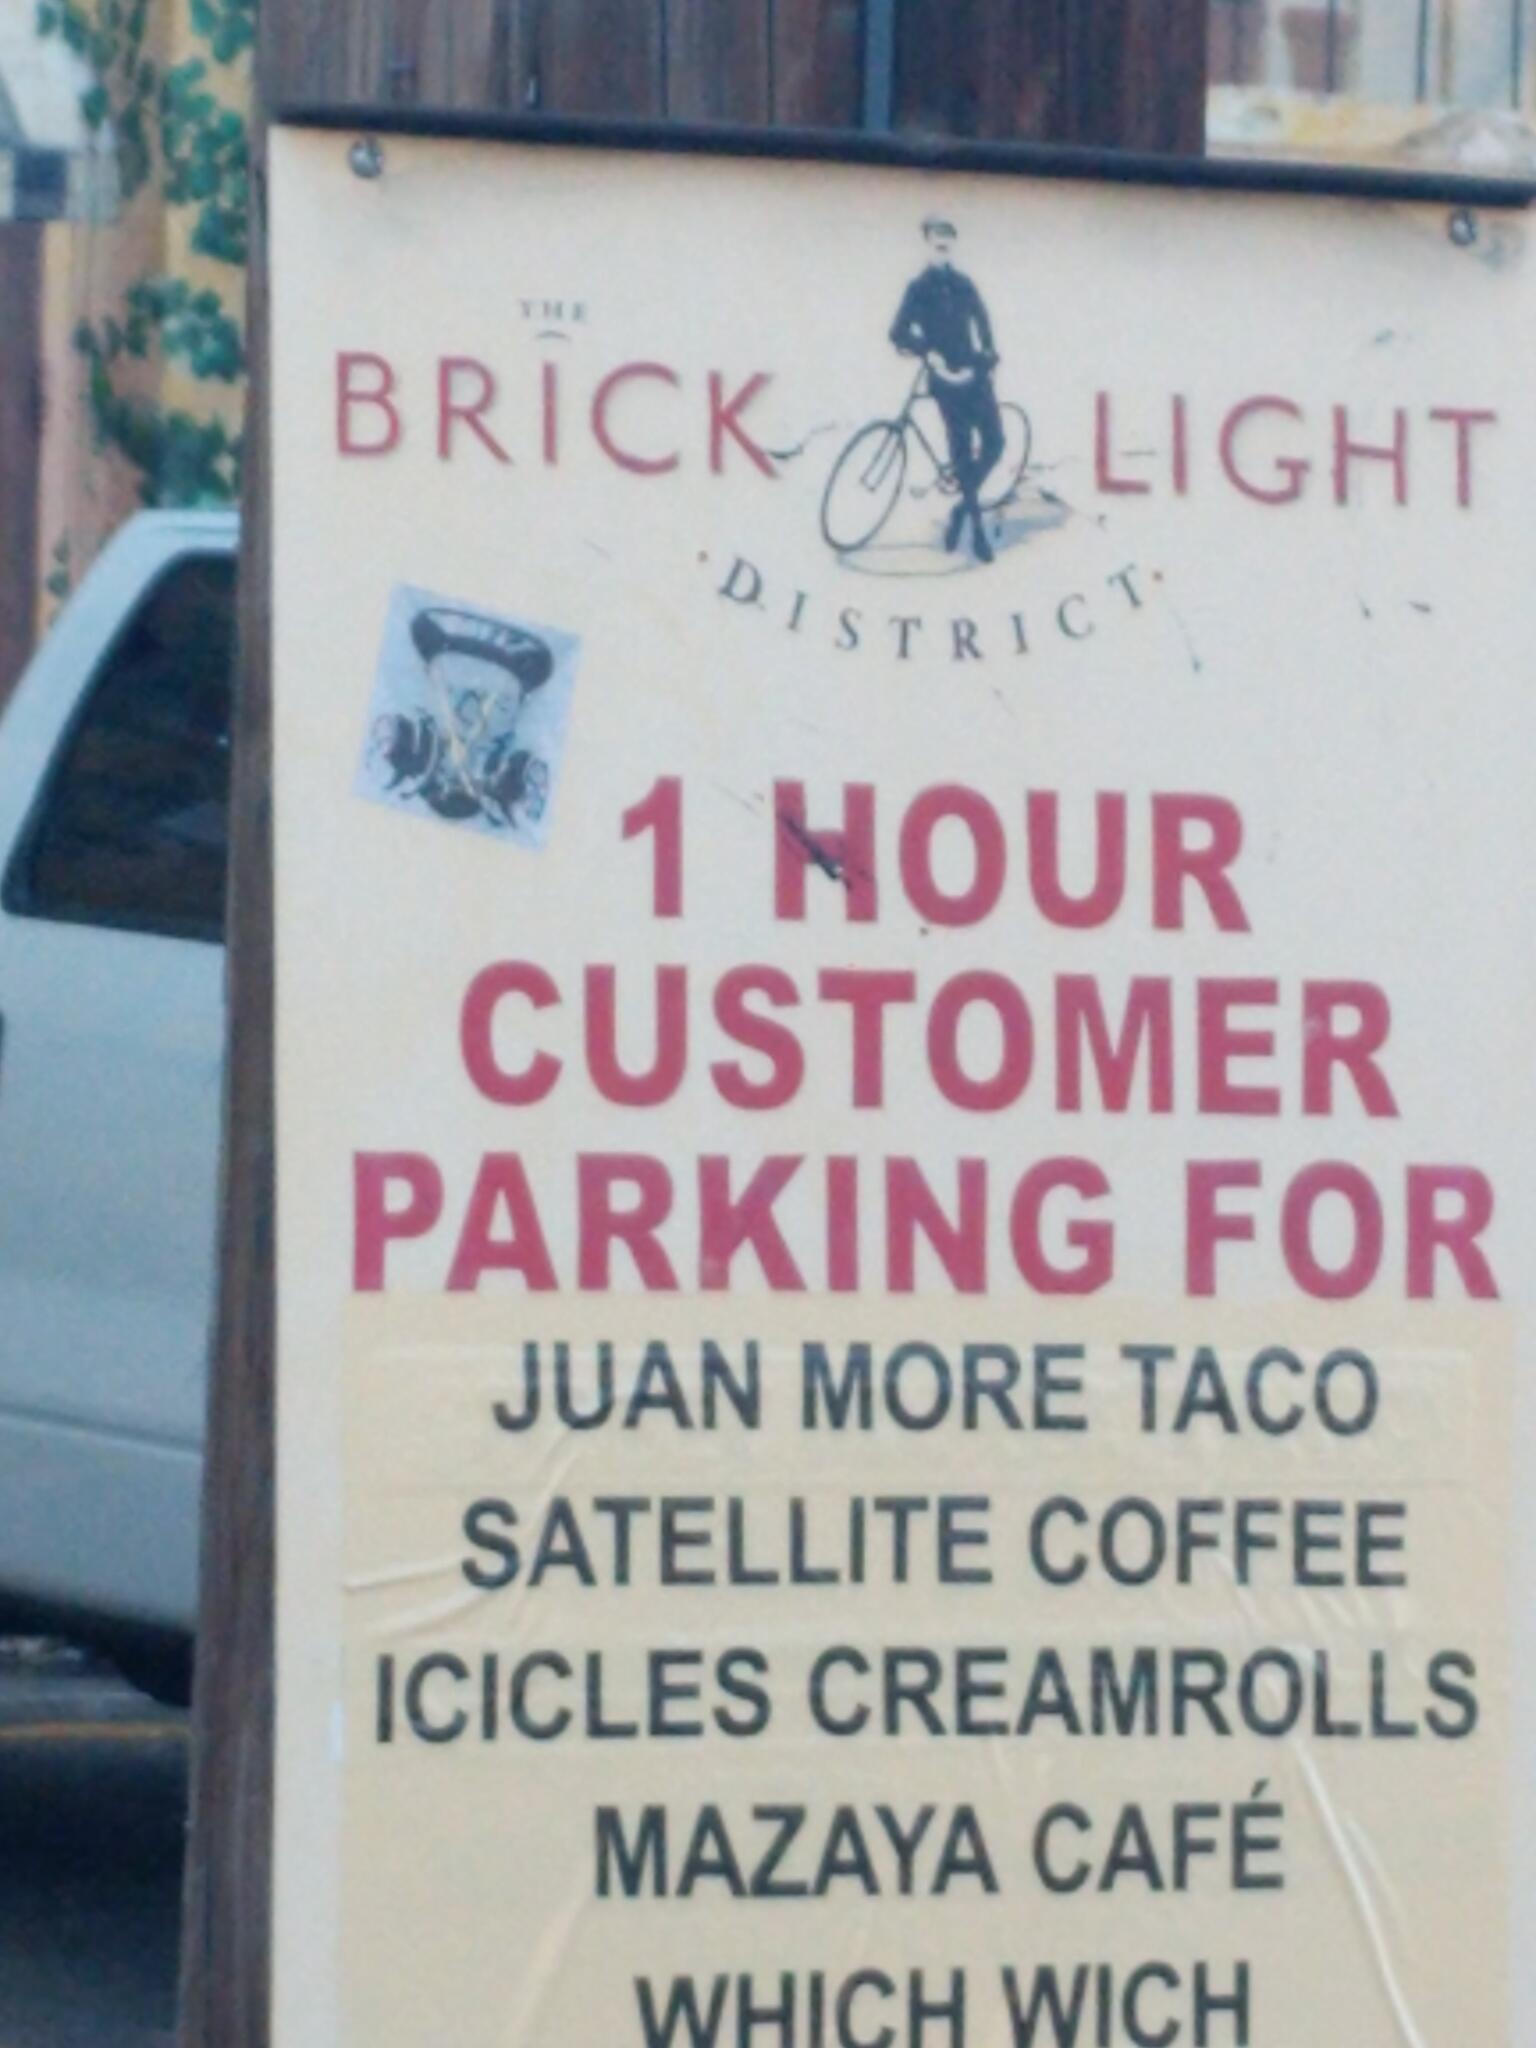 THE
BRICK LIGHT
DISTRICT
1 HOUR
CUSTOMER
PARKING FOR
JUAN MORE TACO
SATELLITE COFFEE
ICICLES CREAMROLLS
MAZAYA CAFÉ
WHICH WICH